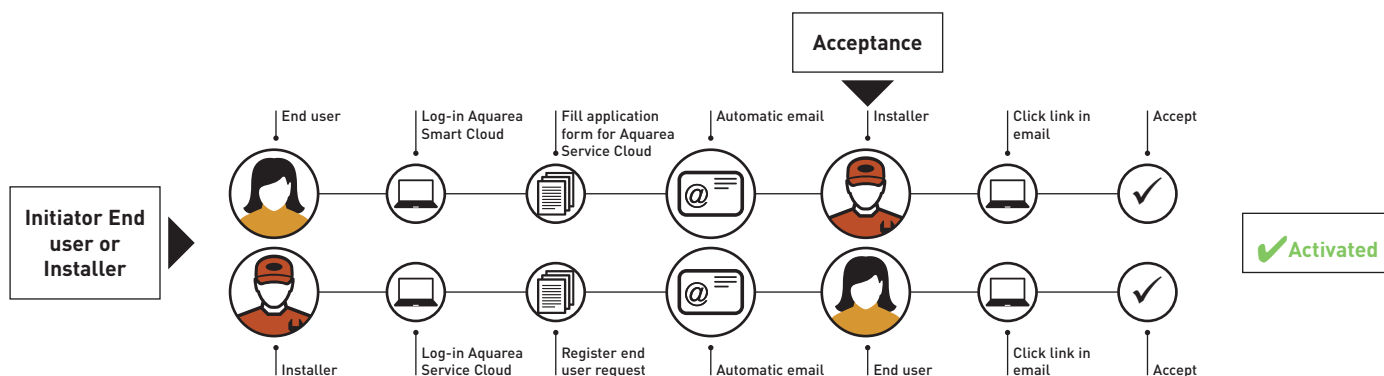 Acceptance
End user
Log-in Aquarea
Smart Cloud
Fill application
form for Aquarea
Service Cloud
Automatic email
Installer
Click link in
email
Accept
Initiator End
user or
Installer
@
@
✔Activated
Installer
Log-in Aquarea
Service Cloud
Register end
user request
Automatic email
End user
Click link in
email
Accept